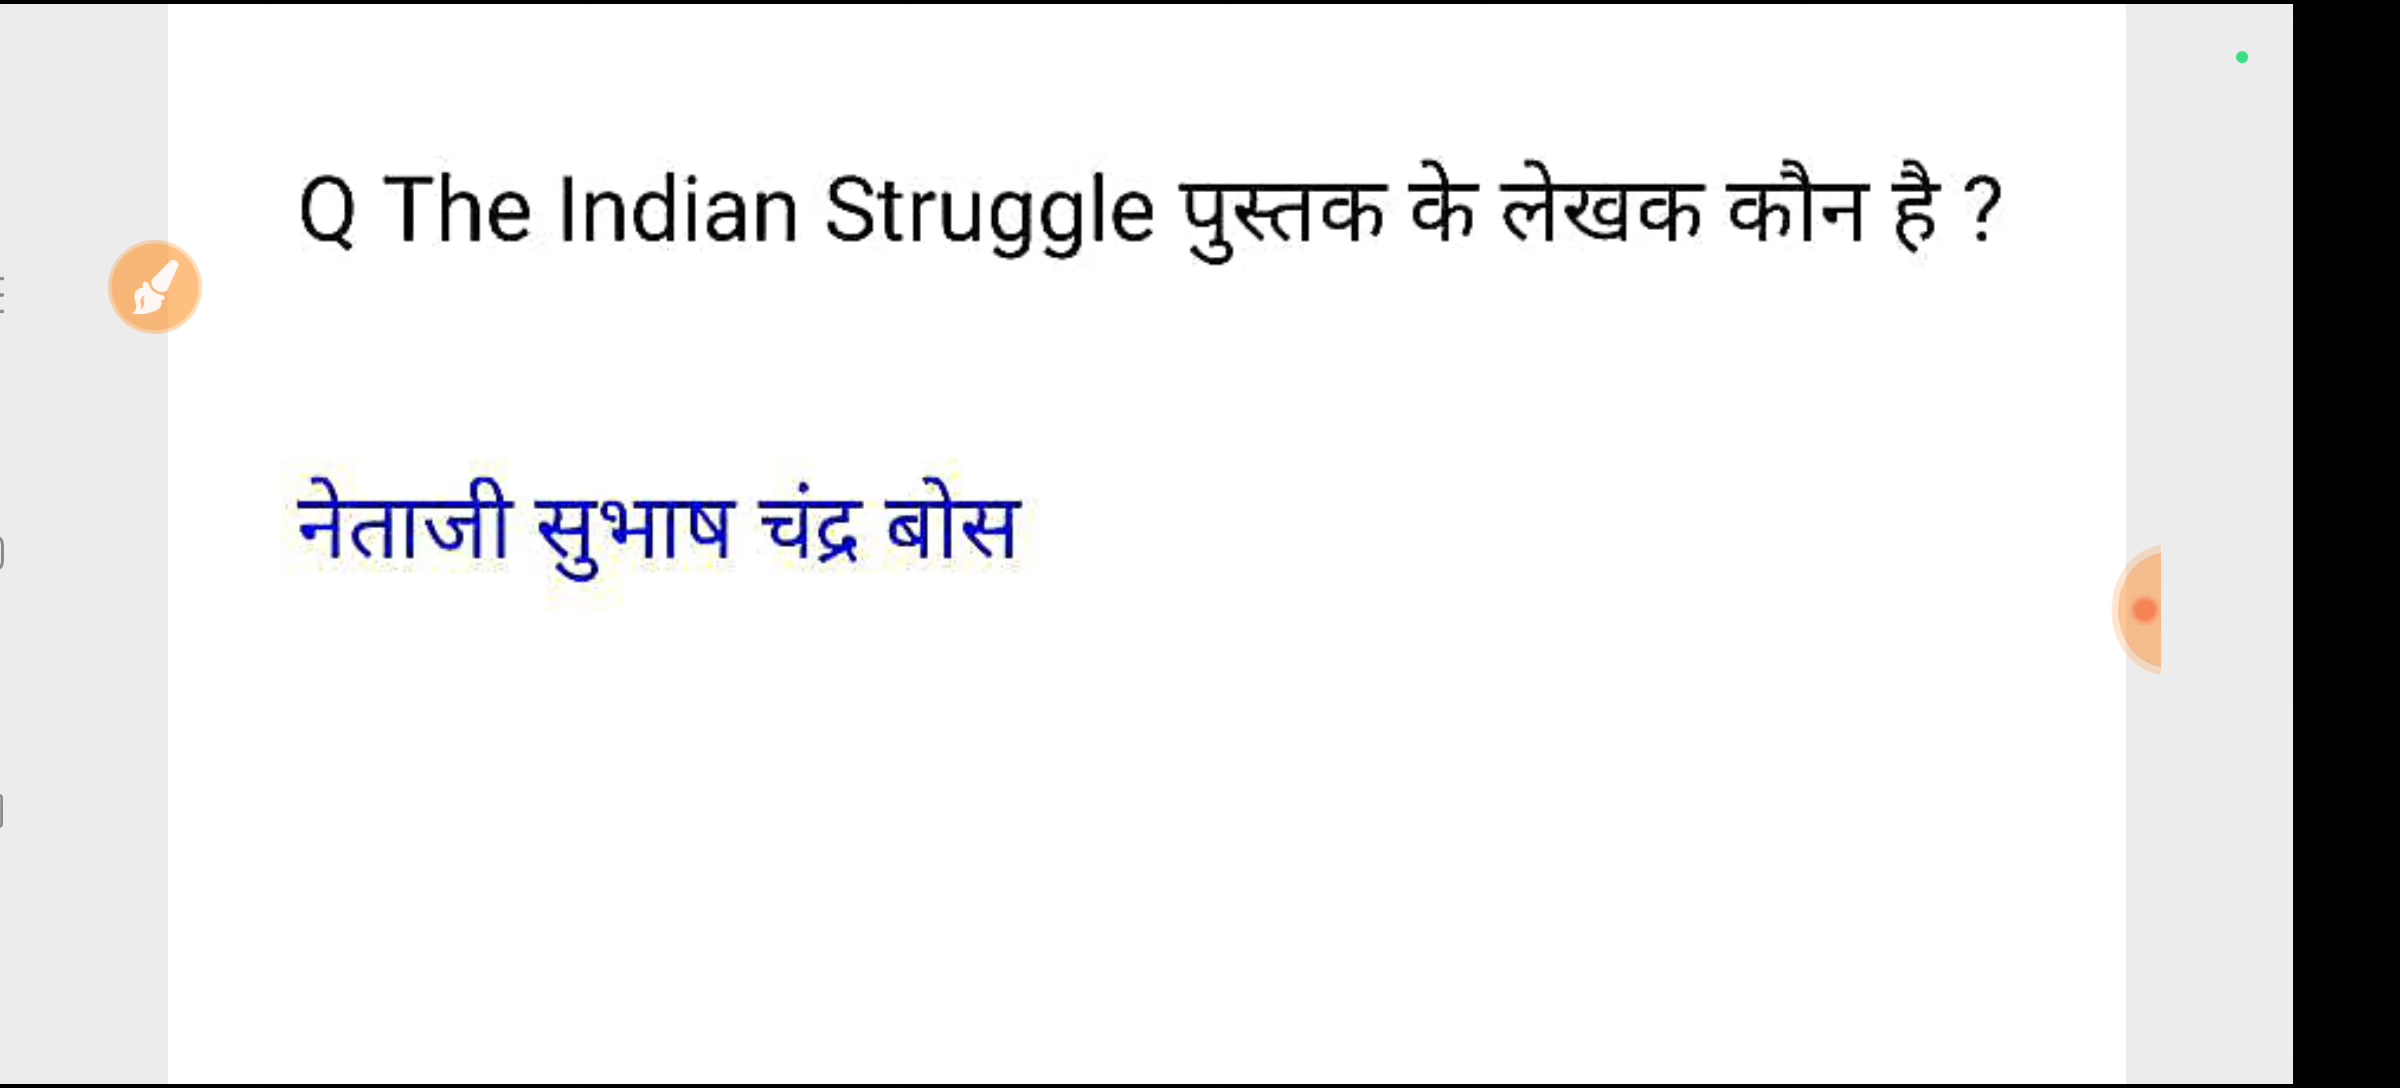 Q The Indian Struggle पुस्तक के लेखक कौन है ?
नेताजी सुभाष चंद्र बोस